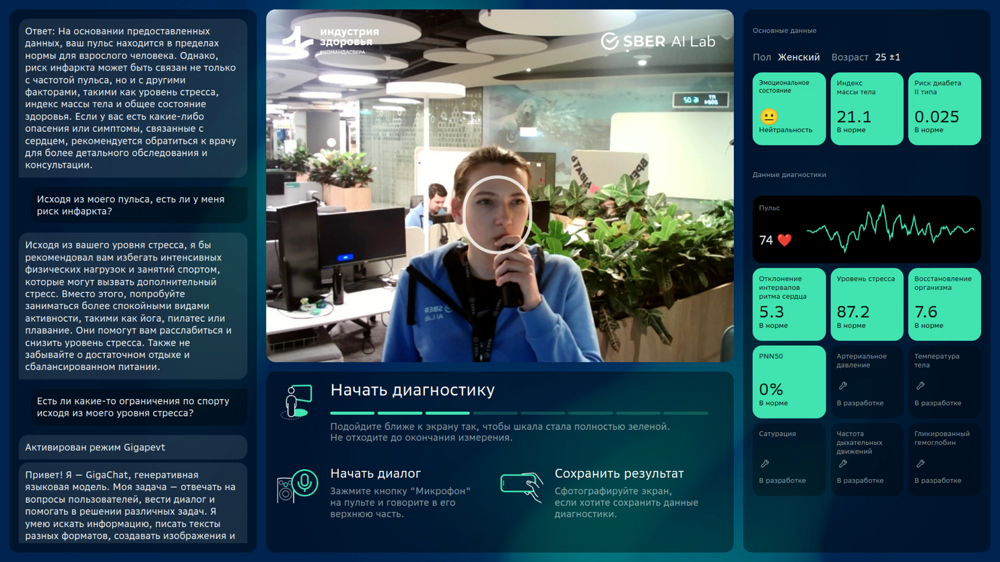 Ответ: На основании предоставленных
данных, ваш пульс находится в пределах
нормы для взрослого человека. Однако,
риск инфаркта может быть связан не только
с частотой пульса, но и с другими
факторами, такими как уровень стресса,
индекс массы тела и общее состояние
здоровья. Если у вас есть какие-либо
опасения или симптомы, связанные с
сердцем, рекомендуется обратиться к врачу
для более детального обследования и
консультации.
Исходя из моего пульса, есть ли у меня
риск инфаркта?
Исходя из вашего уровня стресса, я бы
рекомендовал вам избегать интенсивных
физических нагрузок и занятий спортом,
которые могут вызвать дополнительный
стресс. Вместо этого, попробуйте
заниматься более спокойными видами
активности, такими как йога, пилатес или
плавание. Они помогут вам расслабиться и
снизить уровень стресса. Также не
забывайте о достаточном отдыхе и
сбалансированном питании.
Есть ли какие-то ограничения по спорту
исходя из моего уровня стресса?
Активирован режим Gigapevt
Привет! Я — GigaChat, генеративная
языковая модель. Моя задача — отвечать на
вопросы пользователей, вести диалог и
помогать в решении различных задач. Я
умею искать информацию, писать тексты
разных форматов, создавать изображения и
индустрия
здоровья
#КОМАНДАСБЕРА
SBER AI Lab
SBER
AI Lab
Начать диагностику
Подойдите ближе к экрану так, чтобы шкала стала полностью зеленой.
Не отходите до окончания измерения.
Начать диалог
Зажмите кнопку "Микрофон"
на пульте и говорите в его
верхнюю часть.
Сохранить результат
Сфотографируйте экран,
если хотите сохранить данные
диагностики.
Основные данные
Пол Женский Возраст 25 ±1
Эмоциональное
состояние
Нейтральность
Индекс
массы тела
21.1
В норме
Риск диабета
II типа
0.025
В норме
Данные диагностики
Пульс
74
Отклонение
интервалов
ритма сердца
5.3
В норме
Уровень стресса
87.2
В норме
Восстановление
организма
7.6
В норме
PNN50
0%
В норме
Артериальное
давление
В разработке
Температура
тела
В разработке
Сатурация
В разработке
Частота
дыхательных
движений
В разработке
Гликированный
гемоглобин
В разработке